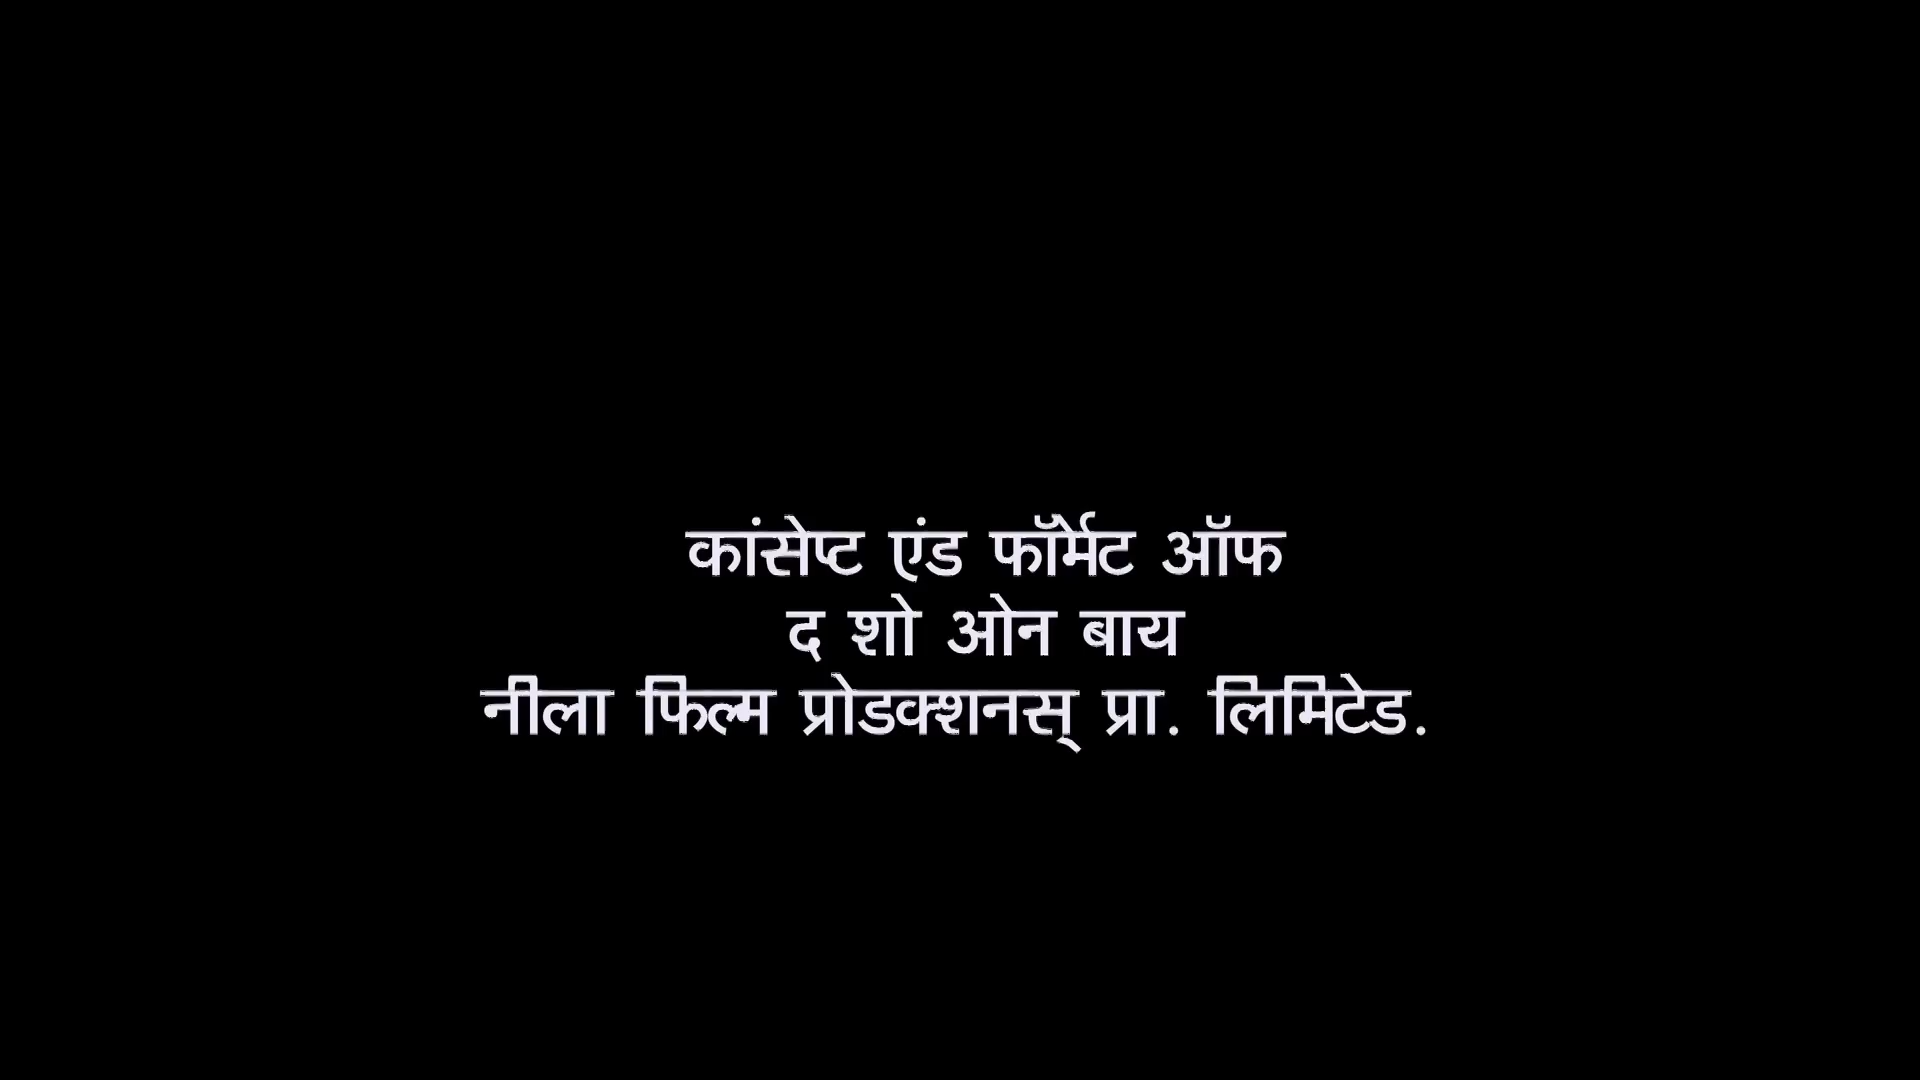 कांसेप्ट एंड फॉर्मेट ऑफ
द शो ओन बाय
नीला फिल्म प्रोडक्शनस् प्रा. लिमिटेड.